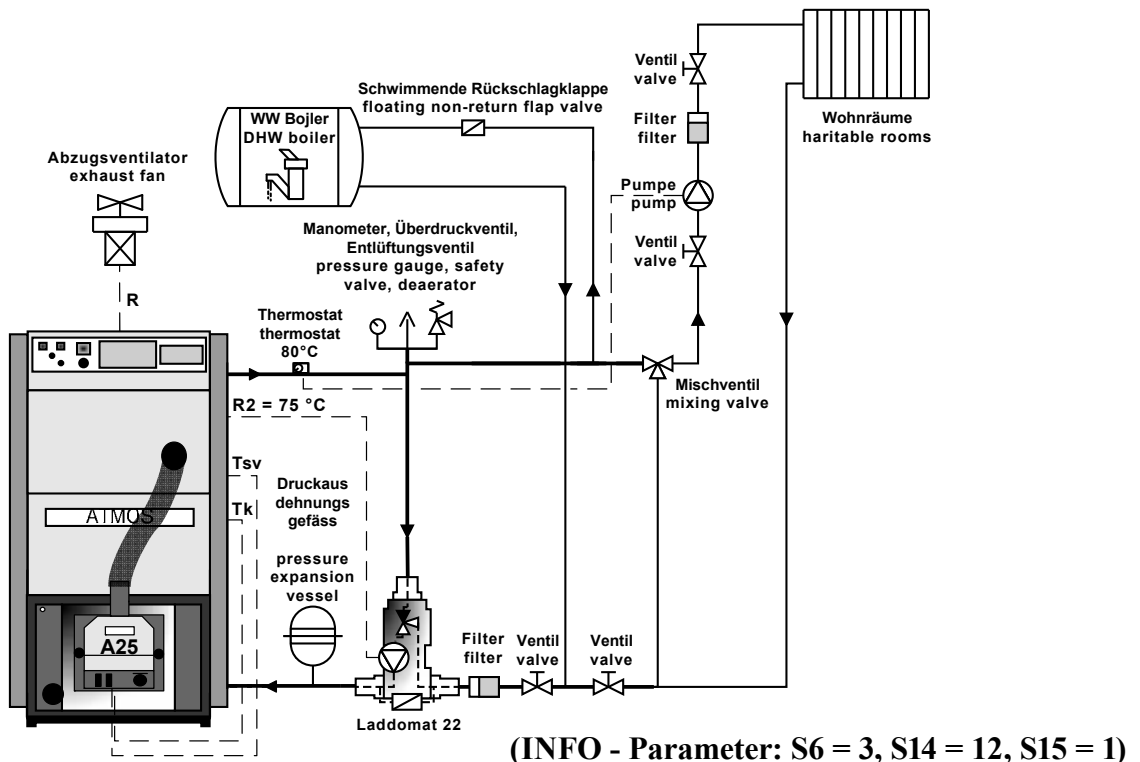 Ventil
valve
Schwimmende Rückschlagklappe
floating non-return flap valve
WW Bojler
DHW boiler
Filter
filter
Wohnräume
haritable rooms
Abzugsventilator
exhaust fan
Pumpe
pump
Manometer, Überdruckventil,
Entlüftungsventil
pressure gauge, safety
valve, deaerator
Ventil
valve
R
Thermostat
thermostat
80°C
Mischventil
mixing valve
R2 = 75 °C
Tsv
Tk
Druckaus
dehnungs
gefäss
pressure
expansion
vessel
ATMOS
A25
Filter
filter
Ventil
valve
Ventil
valve
Laddomat 22
(INFO - Parameter: S6 = 3, S14 = 12, S15 = 1)